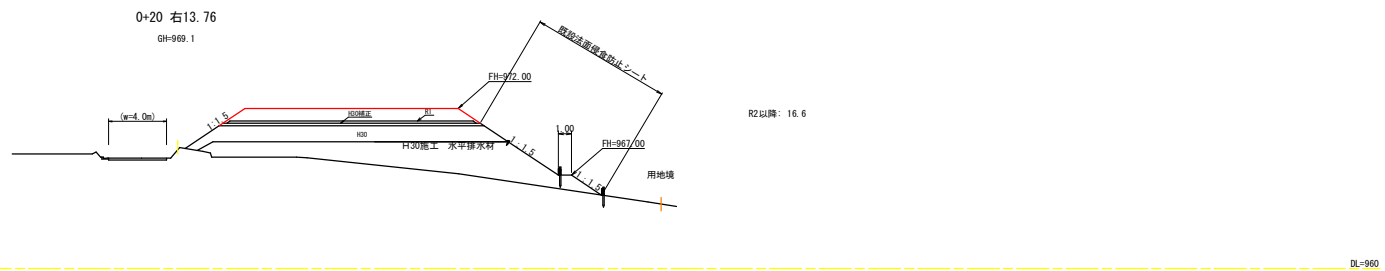 0+20 右13.76
GH=969.1
既設法面侵食防止シート
FH=972.00
(w=4.0m)
1:1.5
H30補正
R1
R2以降: 16.6
H30
1.00
H30施工 水平排水材
1:1.5
FH=967.00
1:1.5
用地境
DL=960